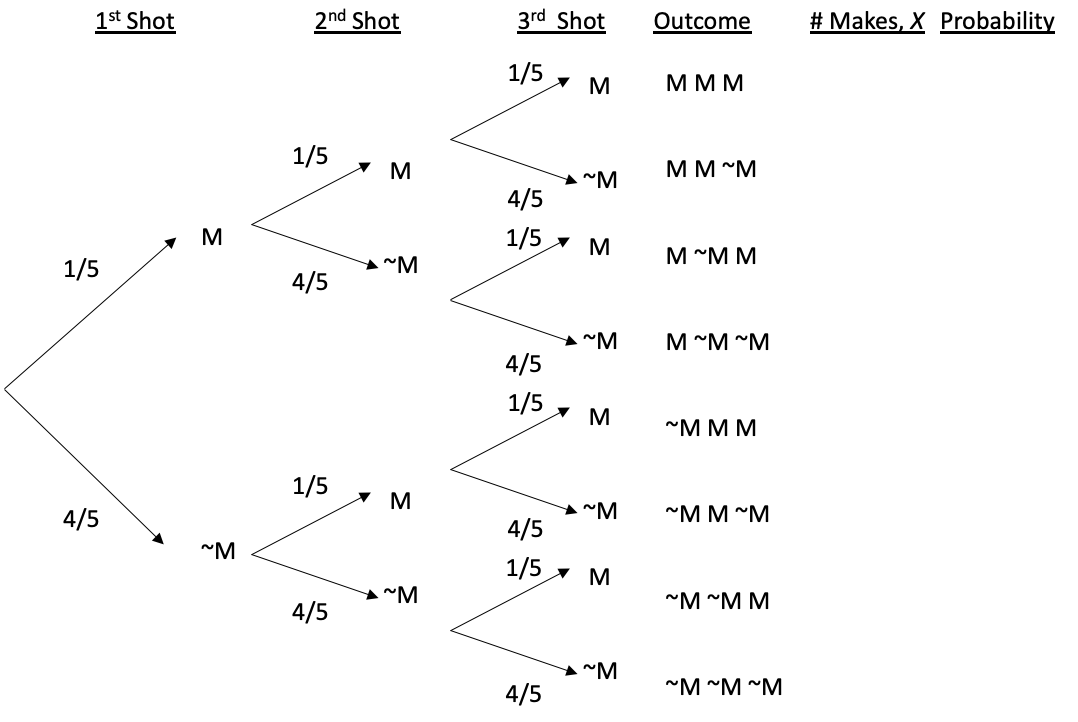 1st Shot 2nd Shot 3rd Shot Outcome # Makes, X Probability
1/5 M M M M
1/5 M
4/5 ~M M M ~M
1/5 M
4/5 ~M
1/5 M M ~M M
4/5 ~M M ~M ~M
1/5 M ~M M M
1/5 M
4/5 ~M
4/5 ~M ~M M ~M
4/5 ~M
1/5 M ~M ~M M
4/5 ~M ~M ~M ~M